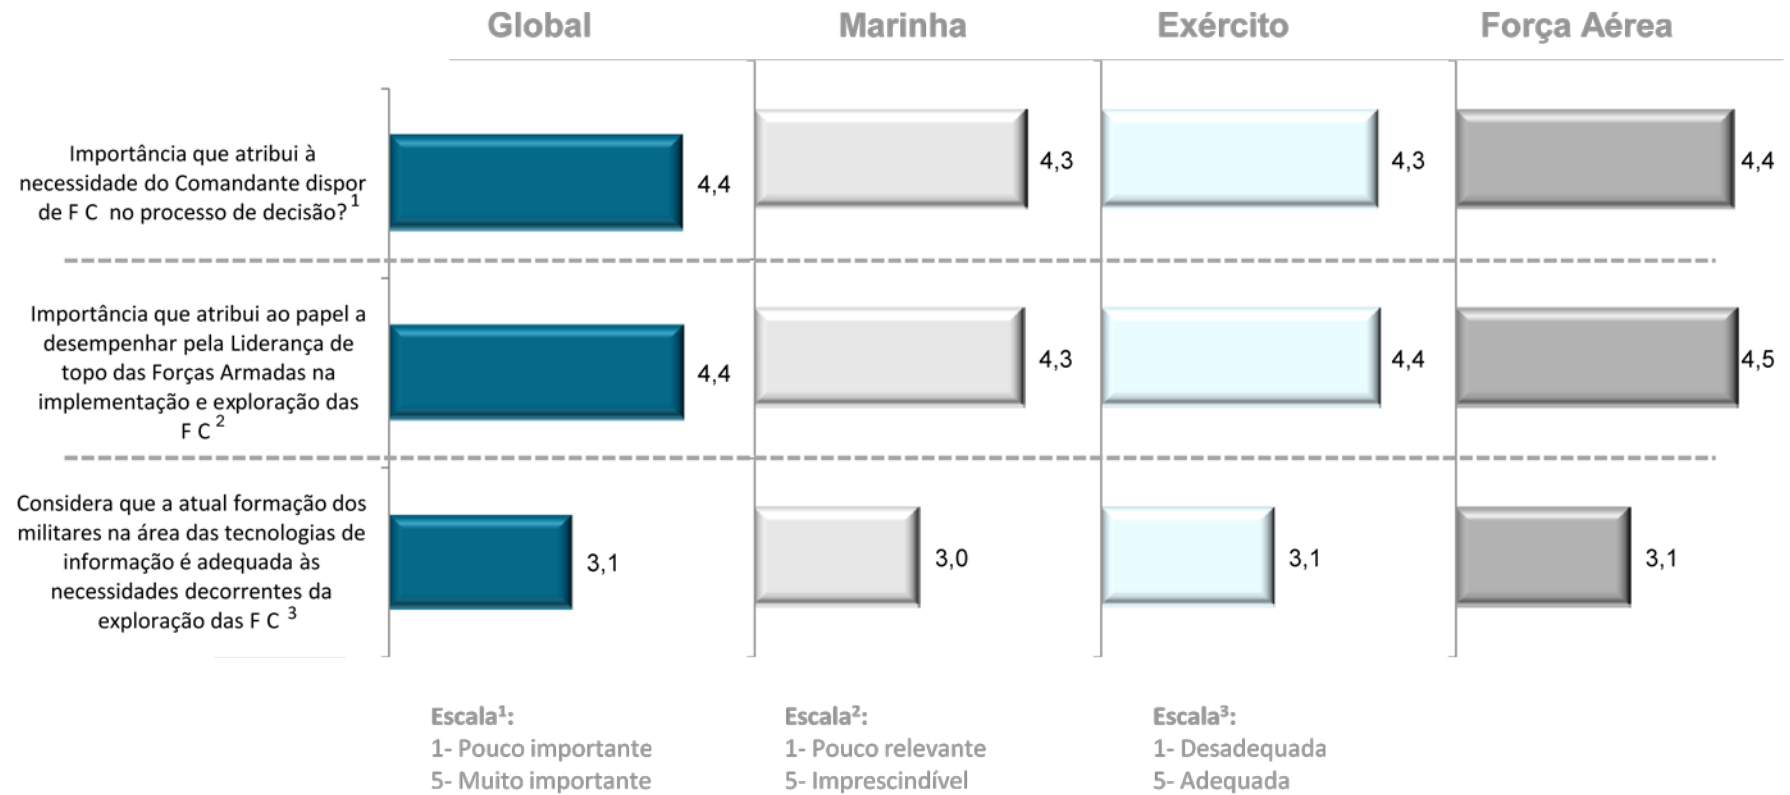 Global Marinha Exército Força Aérea
Importância que atribui à
necessidade do Comandante dispor
de F C no processo de decisão? 1
4,4 4,3 4,3 4,4
Importância que atribui ao papel a
desempenhar pela Liderança de
topo das Forças Armadas na
implementação e exploração das
F C 2
4,4 4,3 4,4 4,5
Considera que a atual formação dos
militares na área das tecnologias de
informação é adequada às
necessidades decorrentes da
exploração das F C 3
3,1 3,0 3,1 3,1
Escala¹:
1- Pouco importante
5- Muito importante
Escala²:
1- Pouco relevante
5- Imprescindível
Escala³:
1- Desadequada
5- Adequada